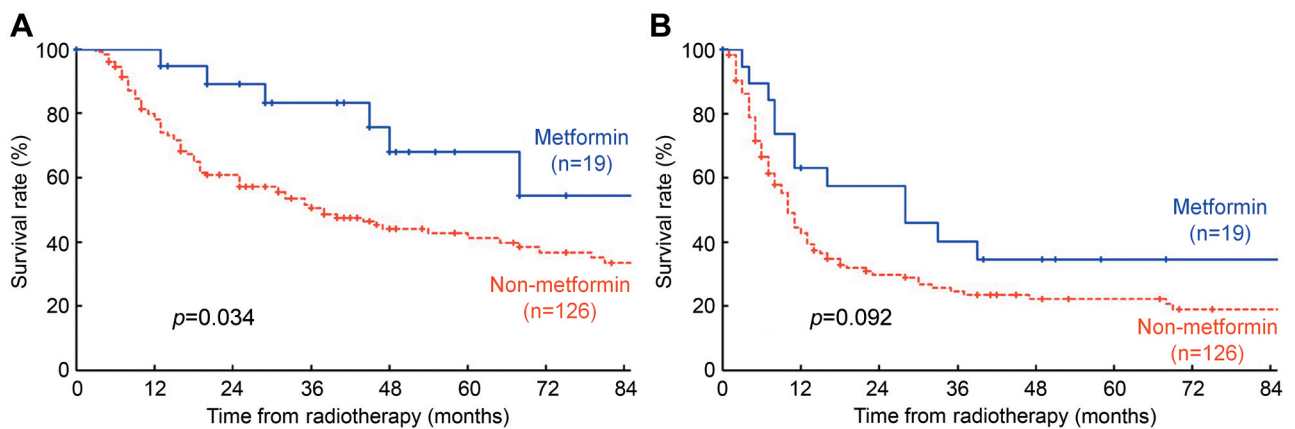 A
Survival rate (%)
100
80
60
40
20
0
Metformin
(n=19)
Non-metformin
(n=126)
p=0.034
0 12 24 36 48 60 72 84
Time from radiotherapy (months)
B
Survival rate (%)
100
80
60
40
20
0
Metformin
(n=19)
Non-metformin
(n=126)
p=0.092
0 12 24 36 48 60 72 84
Time from radiotherapy (months)